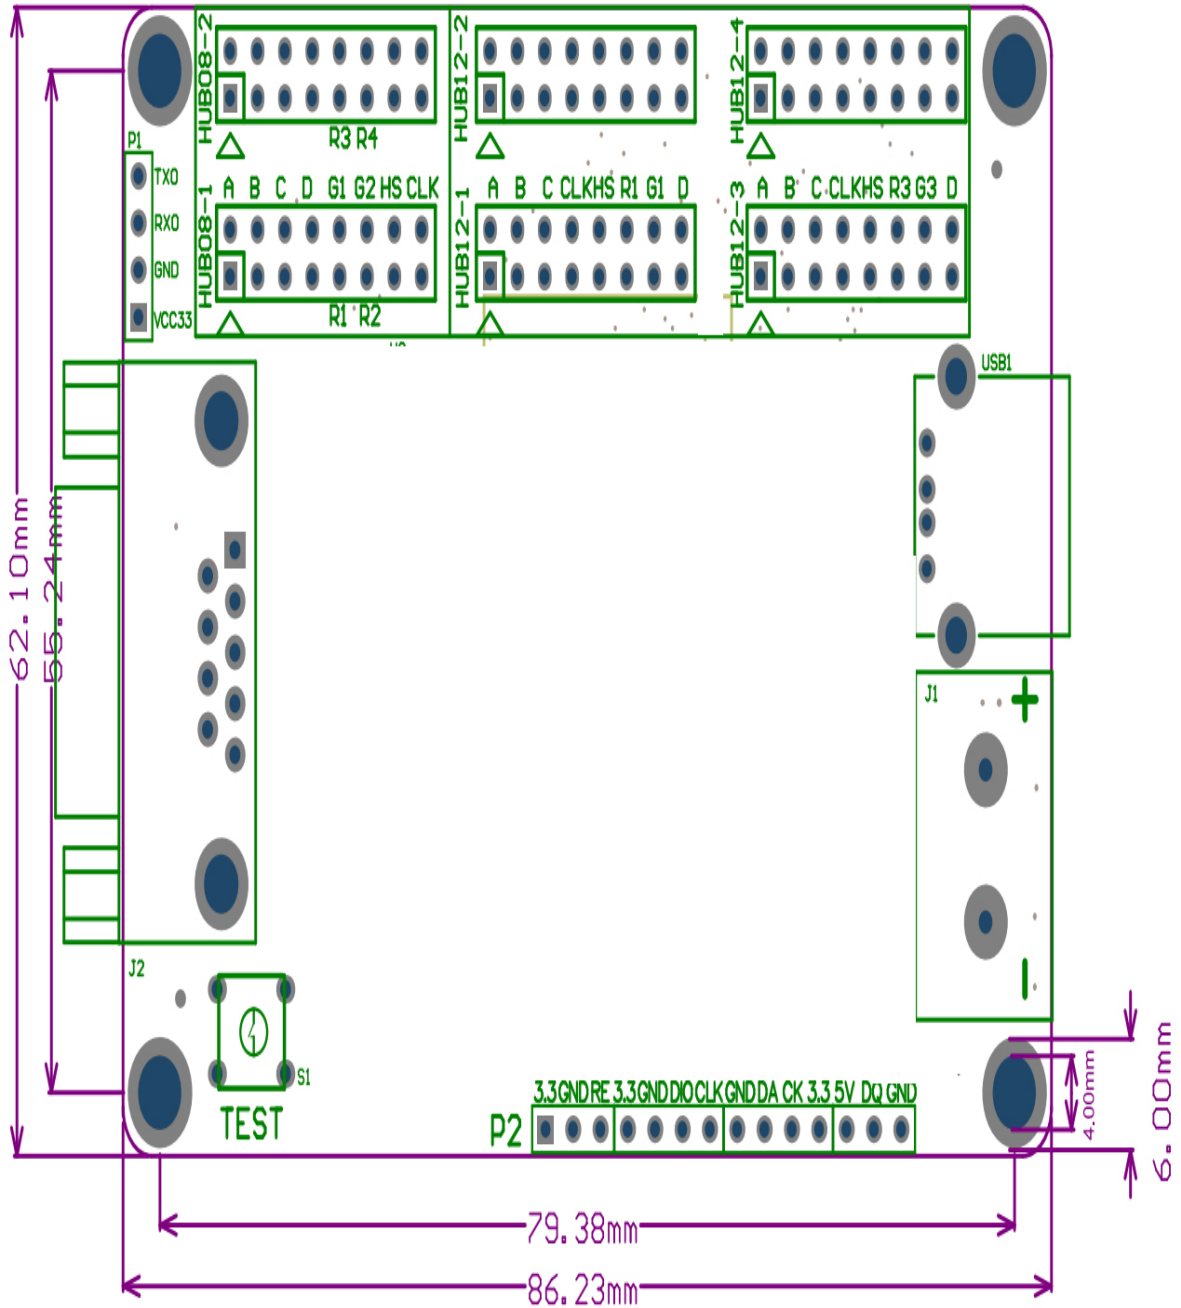 HUB08-2
HUB12-2
HUB12-4
P1
R3 R4
TX0
RX0
GND
VCC33
A B C D G1 G2 HS CLK
A B C CLK HS R1 G1 D
A B C CLK HS R3 G3 D
HUB08-1
HUB12-1
HUB12-3
R1 R2
USB1
62.10mm
55.24mm
J1
+
-
J2
S1
TEST
3.3 GND RE 3.3 GND DIO CLK GND DA CK 3.3 5V DQ GND
P2
4.00mm
6.00mm
79.38mm
86.23mm